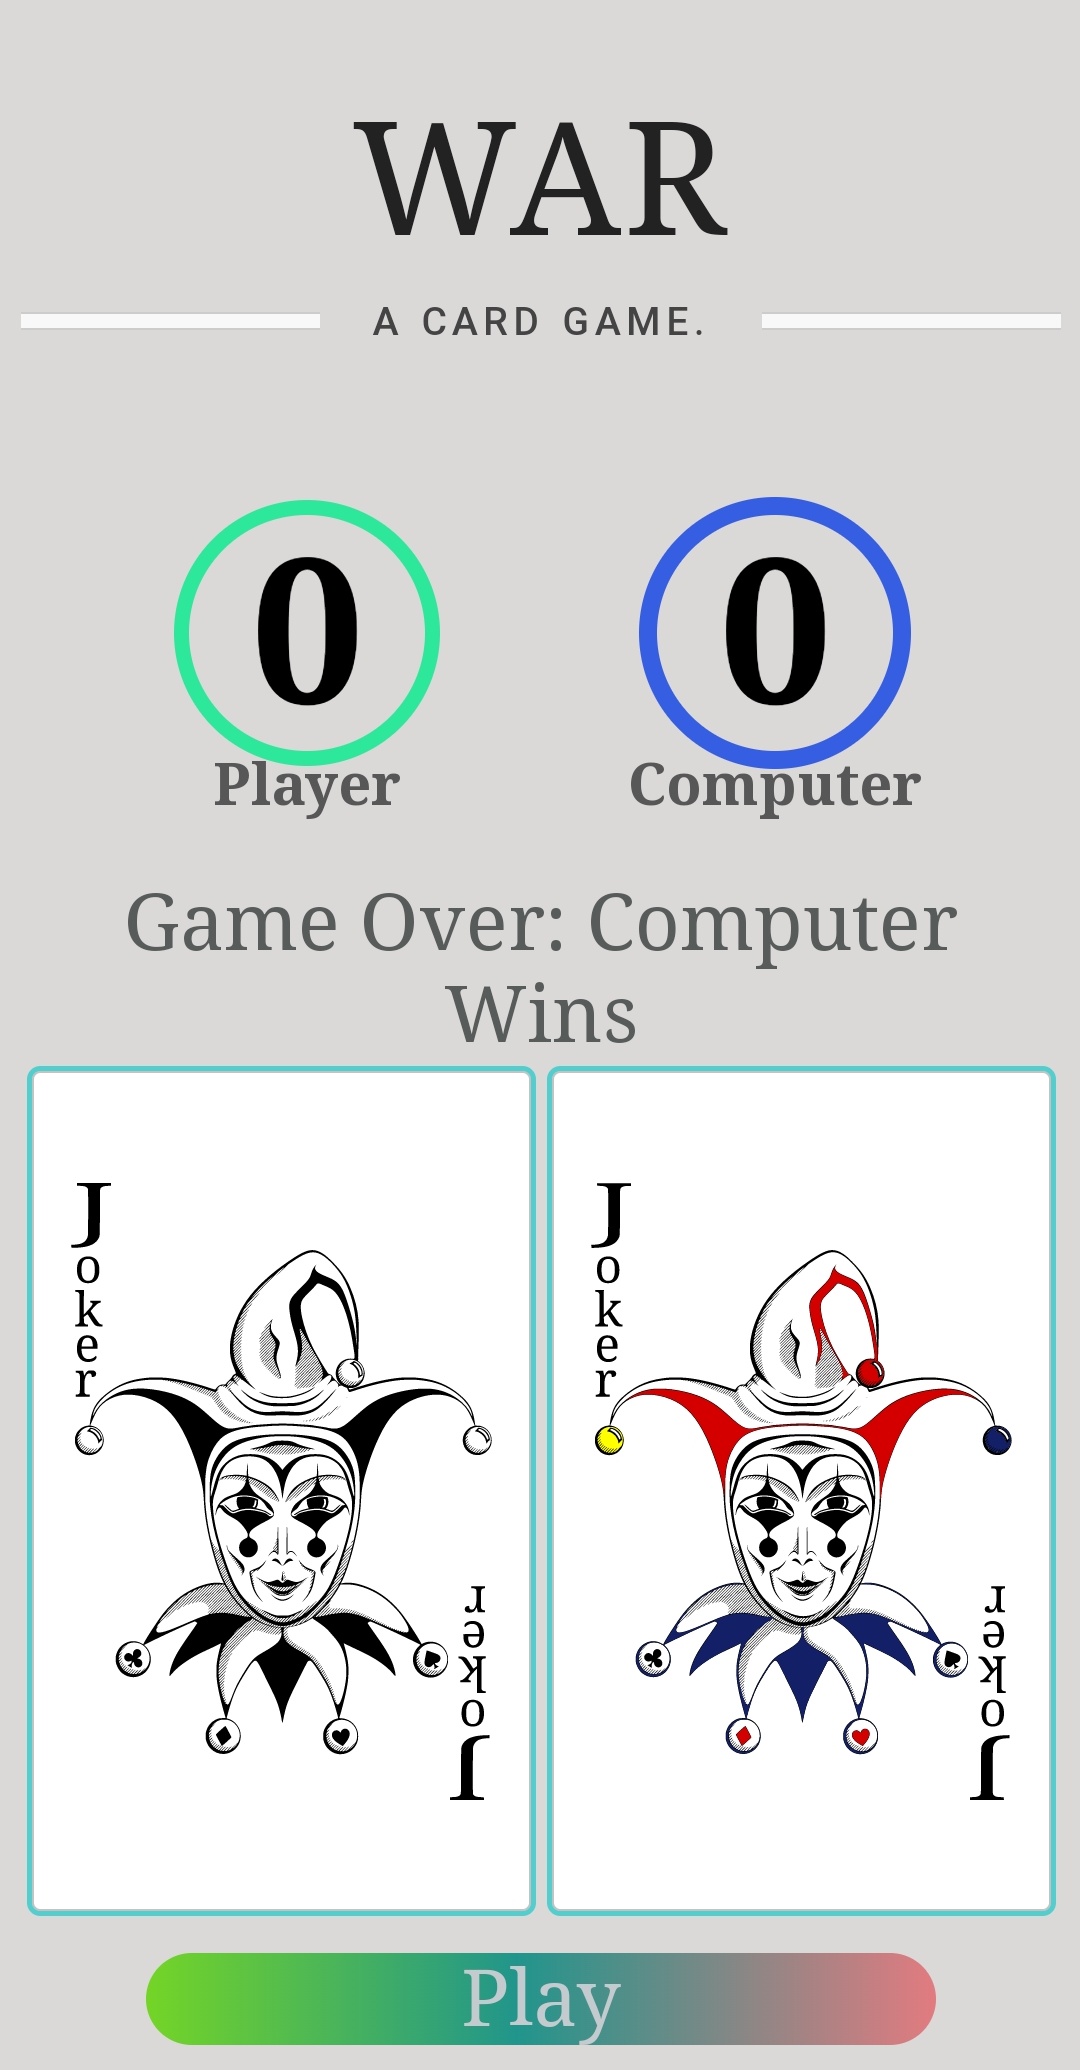 WAR
A CARD GAME.
0 0
Player Computer
Game Over: Computer
Wins
Joker Joker
Joker Joker
Play